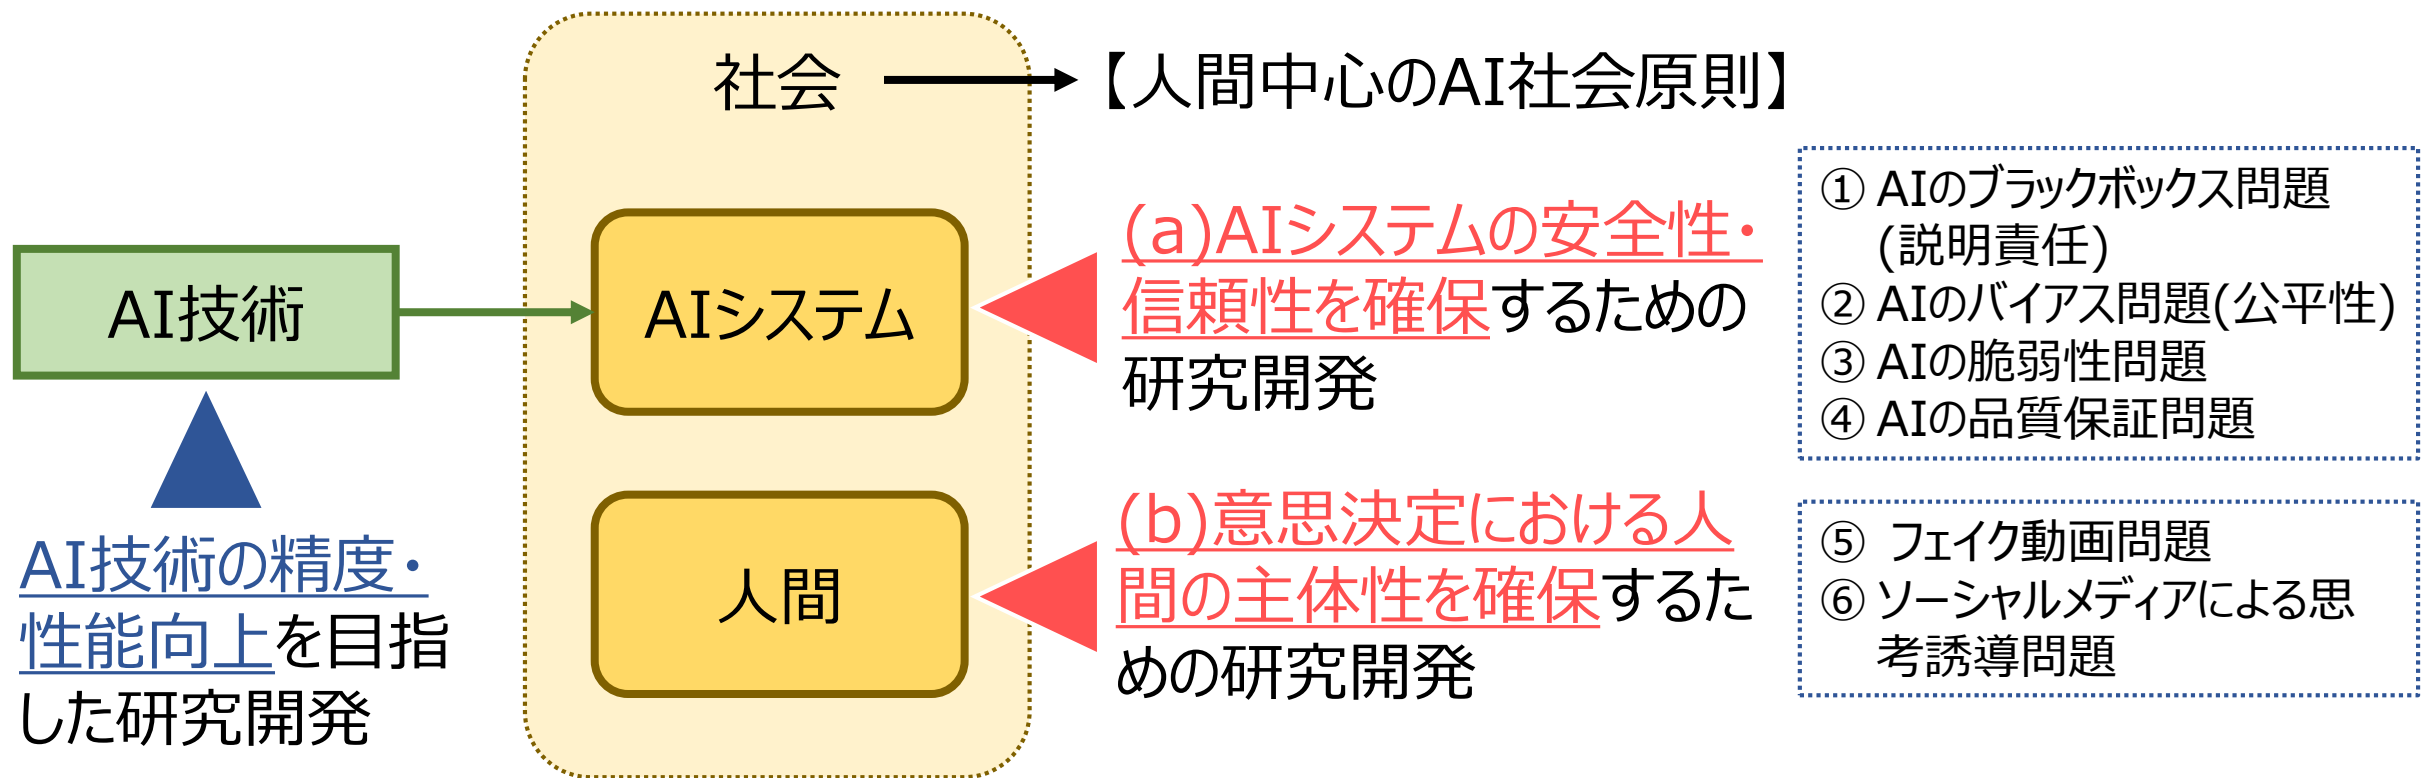 社会
【人間中心のAI社会原則】
AI技術
AIシステム
人間
AI技術の精度・
性能向上を目指
した研究開発
(a)AIシステムの安全性・
信頼性を確保するための
研究開発
(b)意思決定における人
間の主体性を確保するた
めの研究開発
① AIのブラックボックス問題
(説明責任)
② AIのバイアス問題(公平性)
③ AIの脆弱性問題
④ AIの品質保証問題
⑤ フェイク動画問題
⑥ ソーシャルメディアによる思
考誘導問題